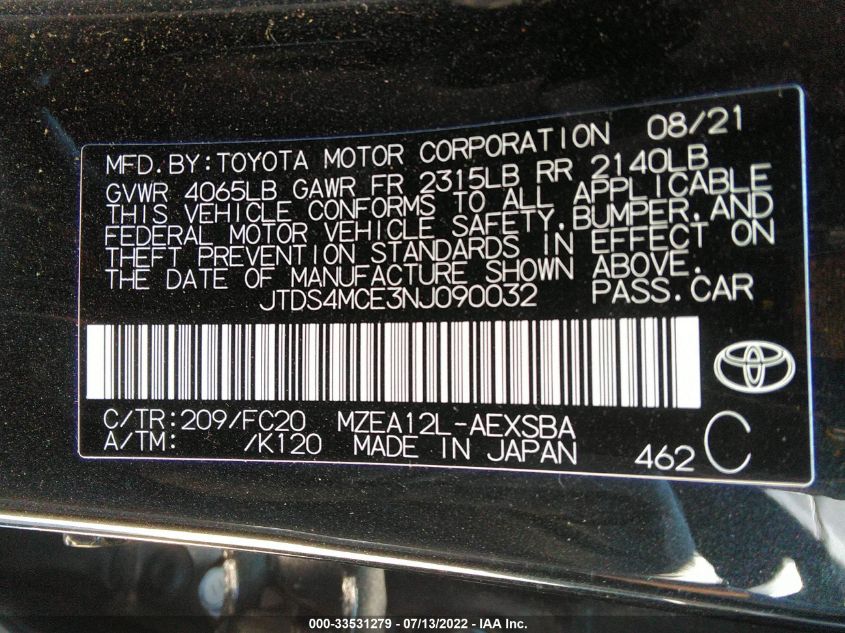 MFD.BY:TOYOTA MOTOR CORPORATION 08/21
GVWR 4065LB GAWR FR 2315LB RR 2140LB
THIS VEHICLE CONFORMS TO ALL APPLICABLE
FEDERAL MOTOR VEHICLE SAFETY,BUMPER,AND
THEFT PREVENTION STANDARDS IN EFFECT ON
THE DATE OF MANUFACTURE SHOWN ABOVE.
JTDS4MCE3NJ090032 PASS.CAR
C/TR:209/FC20 MZEA12L-AEXSBA
A/TM: /K120 MADE IN JAPAN 462 C
000-33531279 - 07/13/2022 - IAA Inc.